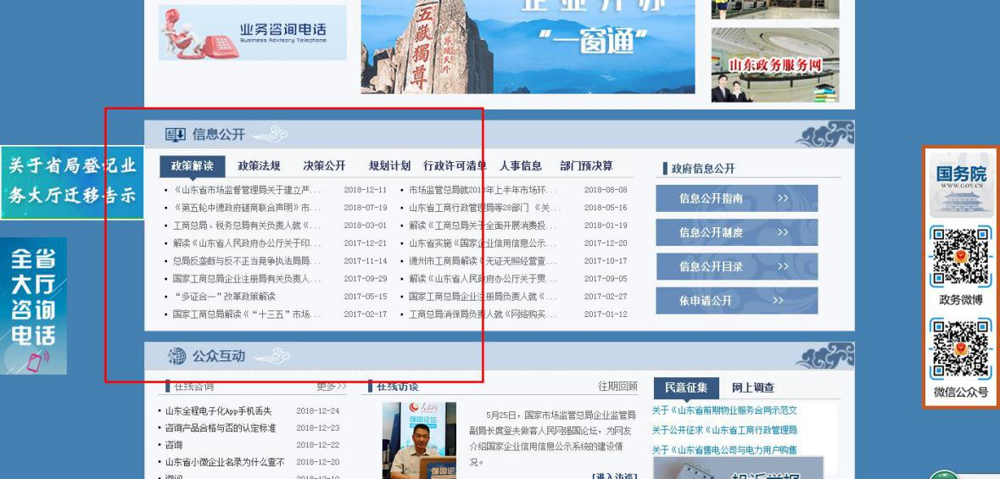 业务咨询电话
Business Advisory Telephone
五嶽獨尊
昂頭天外
“一窗通”
山东政务服务网
关于省局登记业
务大厅迁移告示
全省
大厅
咨询
电话
信息公开
政策解读 政策法规 决策公开 规划计划 行政许可清单 人事信息 部门预决算
《山东省市场监督管理局关于建立严... 2018-12-11
《第五轮中德政府磋商联合声明》市... 2018-07-19
工商总局、税务总局有关负责人就《... 2018-03-01
解读《山东省人民政府办公厅关于印... 2017-12-21
总局反垄断与反不正当竞争执法局局... 2017-11-14
国家工商总局企业注册局有关负责人... 2017-09-29
“多证合一”改革政策解读 2017-05-15
国家工商总局解读《“十三五”市场... 2017-02-17
市场监管总局就2018年上半年市场环... 2018-08-08
山东省工商行政管理局等28部门 《关... 2018-05-16
解读《工商总局关于全面开展消费投... 2018-01-19
山东省实施《国家企业信用信息公示... 2017-12-20
德州市工商局解读《无证无照经营查... 2017-10-17
解读《山东省人民政府办公厅关于贯... 2017-09-05
国家工商总局企业注册局负责人就《... 2017-02-27
工商总局消保局负责人就《网络购买... 2017-01-12
政府信息公开
信息公开指南 >>
信息公开制度 >>
信息公开目录 >>
依申请公开 >>
国务院
WWW.GOV.CN
政务微博
微信公众号
公众互动
在线咨询 更多>>
山东全程电子化App手机丢失 2018-12-24
咨询产品合格与否的认定标准 2018-12-23
咨询 2018-12-22
山东省小微企业名录为什么查不 2018-12-20
在线访谈 往期回顾
人民网
强国论坛
强国论坛
5月25日，国家市场监管总局企业监管局
副局长庹登夫做客人民网强国论坛，为网友
介绍国家企业信用信息公示系统的建设情
况。
[进入访谈]
民意征集 网上调查
关于《山东省前期物业服务合同示范文
关于公开征求《山东省工商行政管理局
关于《山东省售电公司与电力用户购售